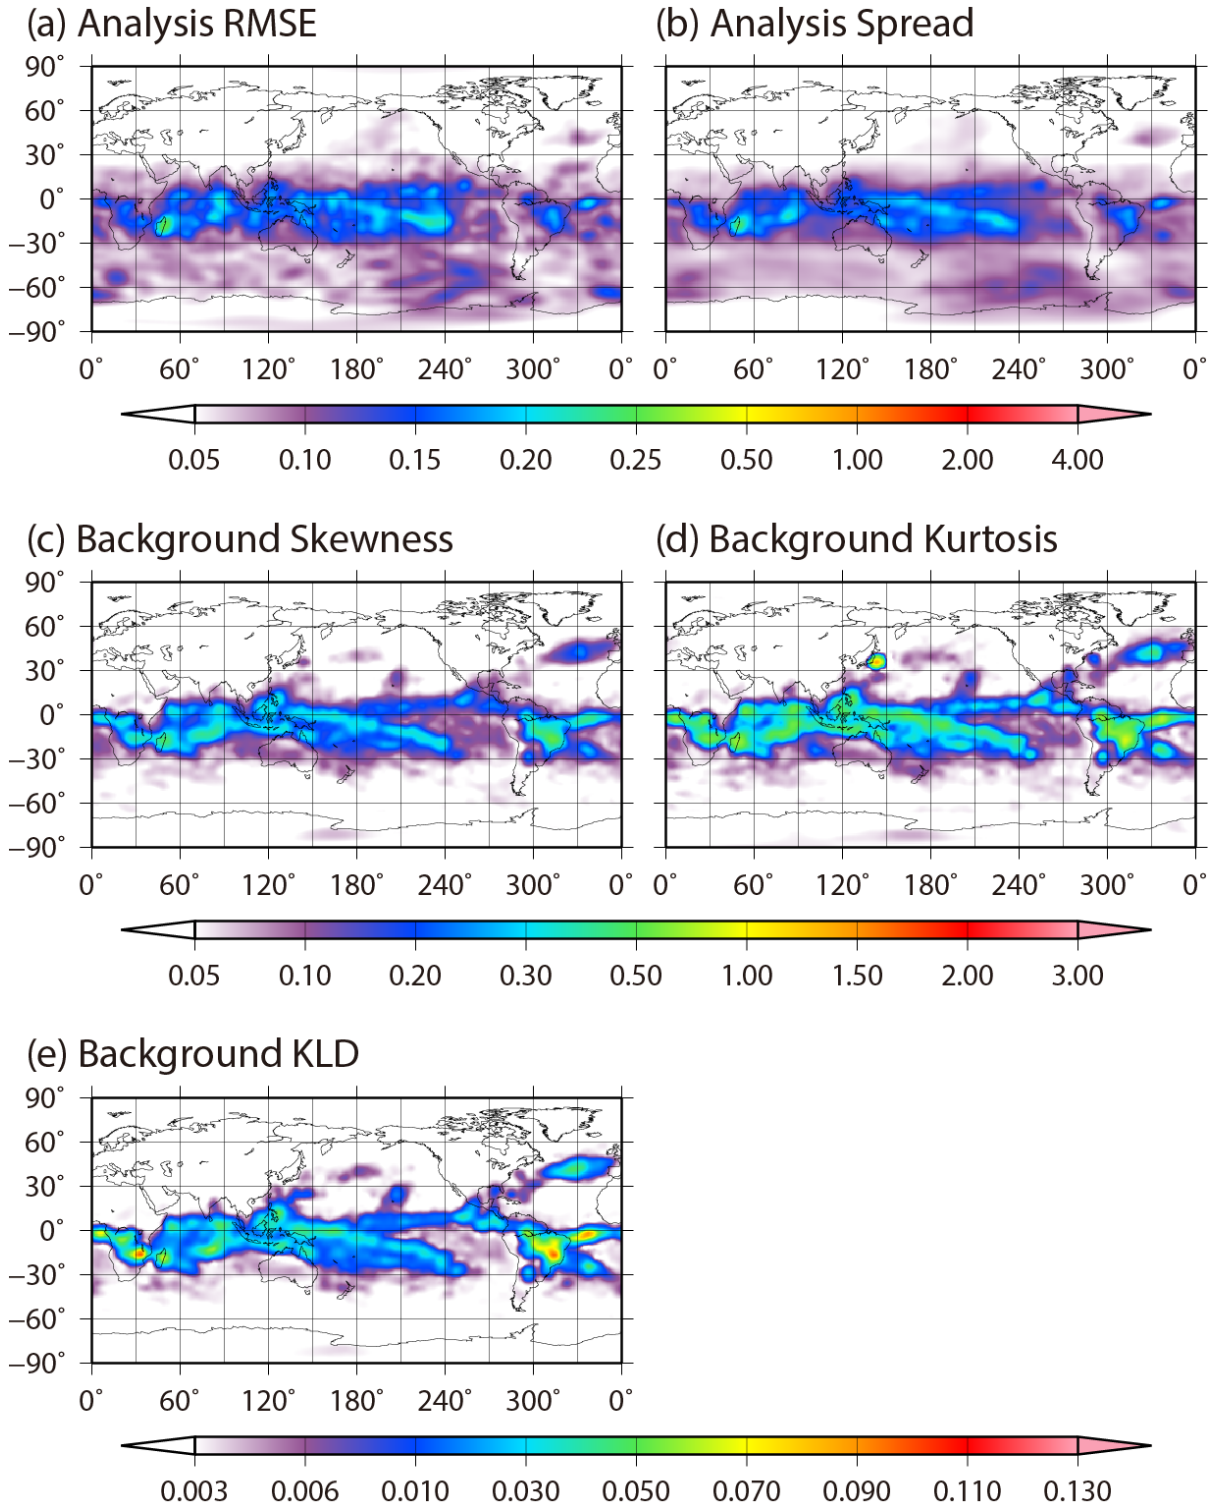 (a) Analysis RMSE
(b) Analysis Spread
90°
60°
30°
0°
−30°
−60°
−90°
0° 60° 120° 180° 240° 300° 0°
0° 60° 120° 180° 240° 300° 0°
0.05 0.10 0.15 0.20 0.25 0.50 1.00 2.00 4.00
(c) Background Skewness
(d) Background Kurtosis
90°
60°
30°
0°
−30°
−60°
−90°
0° 60° 120° 180° 240° 300° 0°
0° 60° 120° 180° 240° 300° 0°
0.05 0.10 0.20 0.30 0.50 1.00 1.50 2.00 3.00
(e) Background KLD
90°
60°
30°
0°
−30°
−60°
−90°
0° 60° 120° 180° 240° 300° 0°
0.003 0.006 0.010 0.030 0.050 0.070 0.090 0.110 0.130